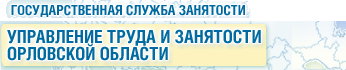 ГОСУДАРСТВЕННАЯ СЛУЖБА ЗАНЯТОСТИ
УПРАВЛЕНИЕ ТРУДА И ЗАНЯТОСТИ
ОРЛОВСКОЙ ОБЛАСТИ